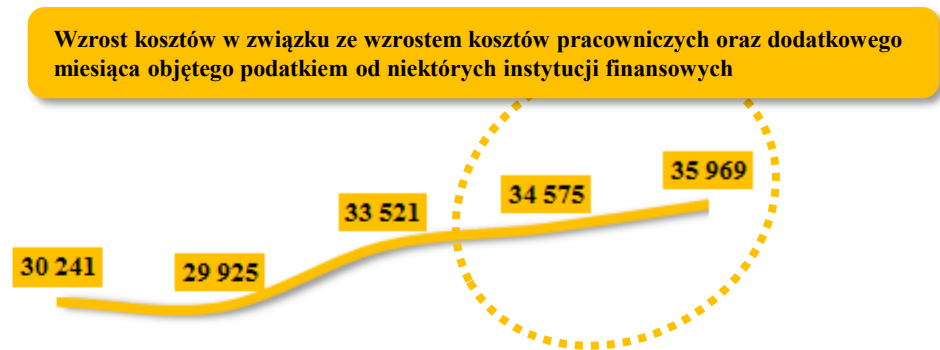 Wzrost kosztów w związku ze wzrostem kosztów pracowniczych oraz dodatkowego
miesiąca objętego podatkiem od niektórych instytucji finansowych
30 241
29 925
33 521
34 575
35 969